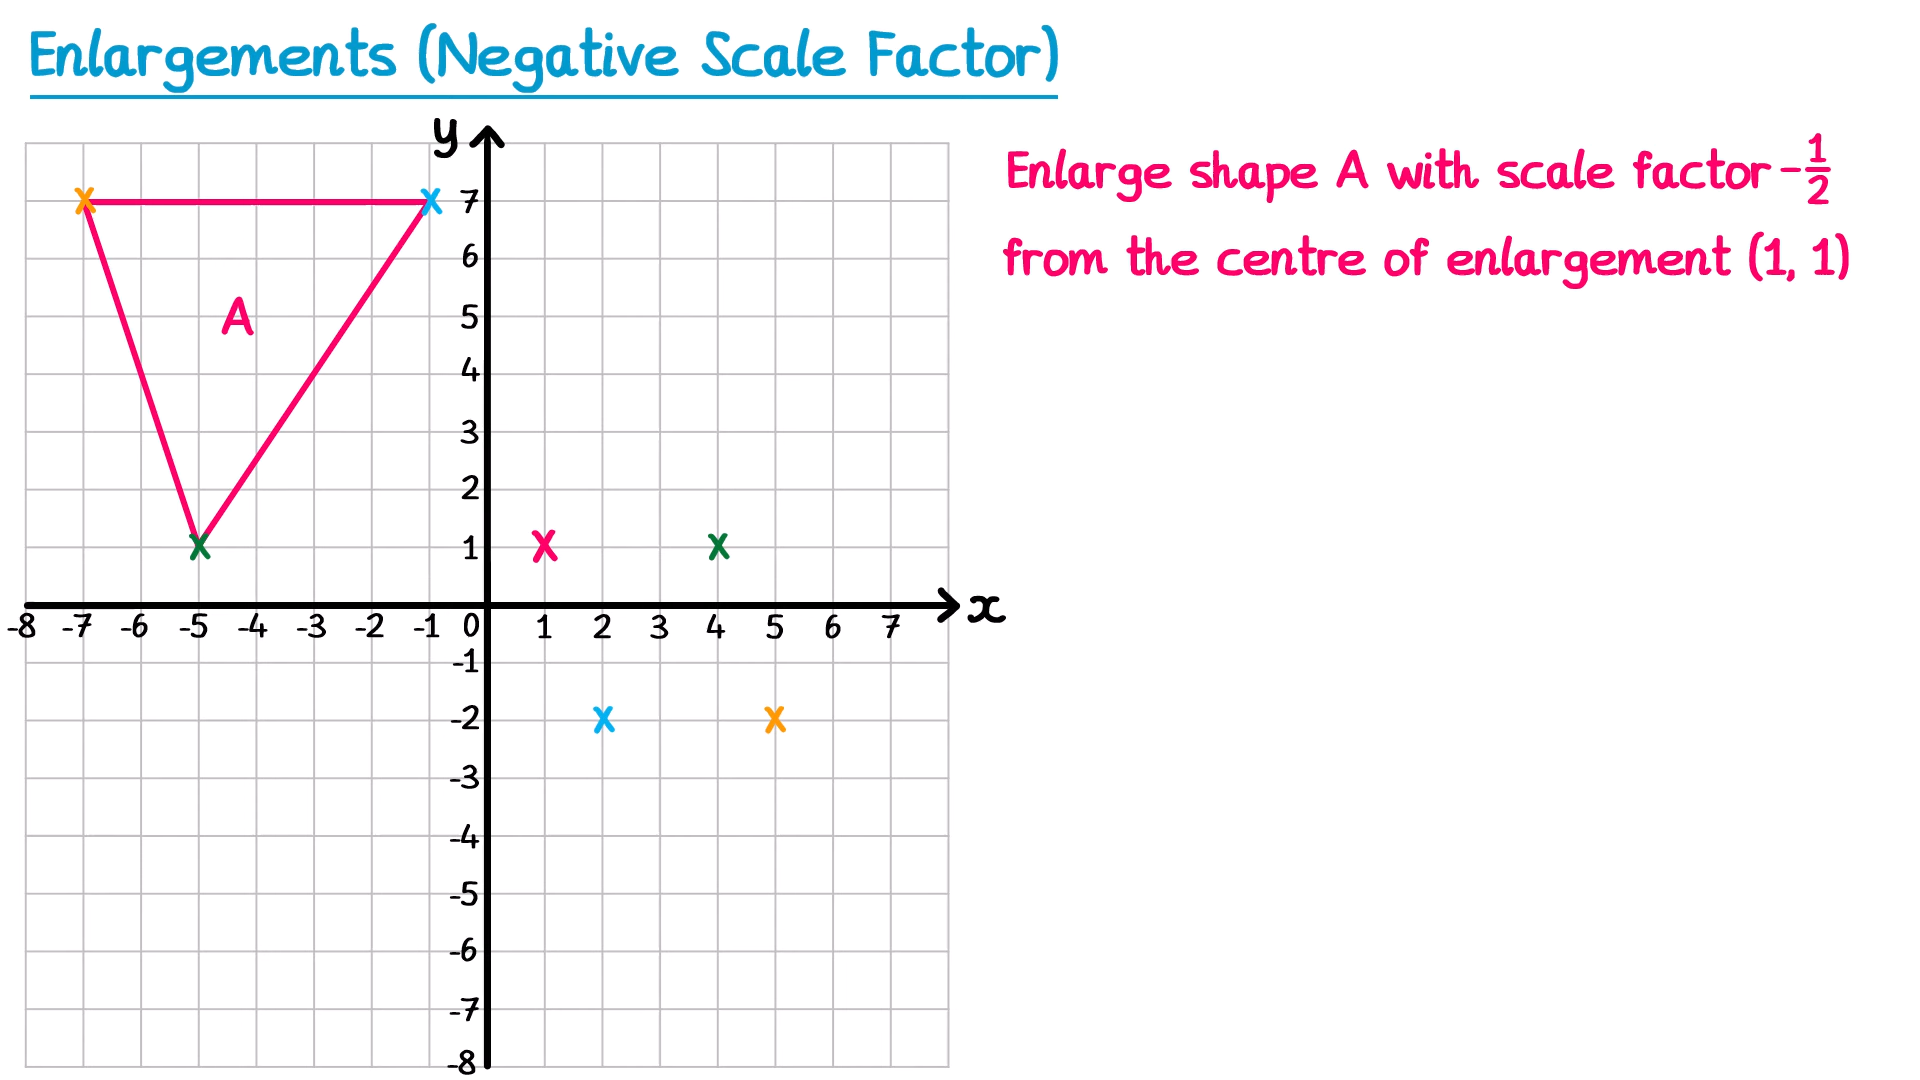 Enlargements (Negative Scale Factor)
y
Enlarge shape A with scale factor -1/2
from the centre of enlargement (1, 1)
7
6
A
5
4
3
2
1
x
-8 -7 -6 -5 -4 -3 -2 -1 0 1 2 3 4 5 6 7
-1
-2
-3
-4
-5
-6
-7
-8